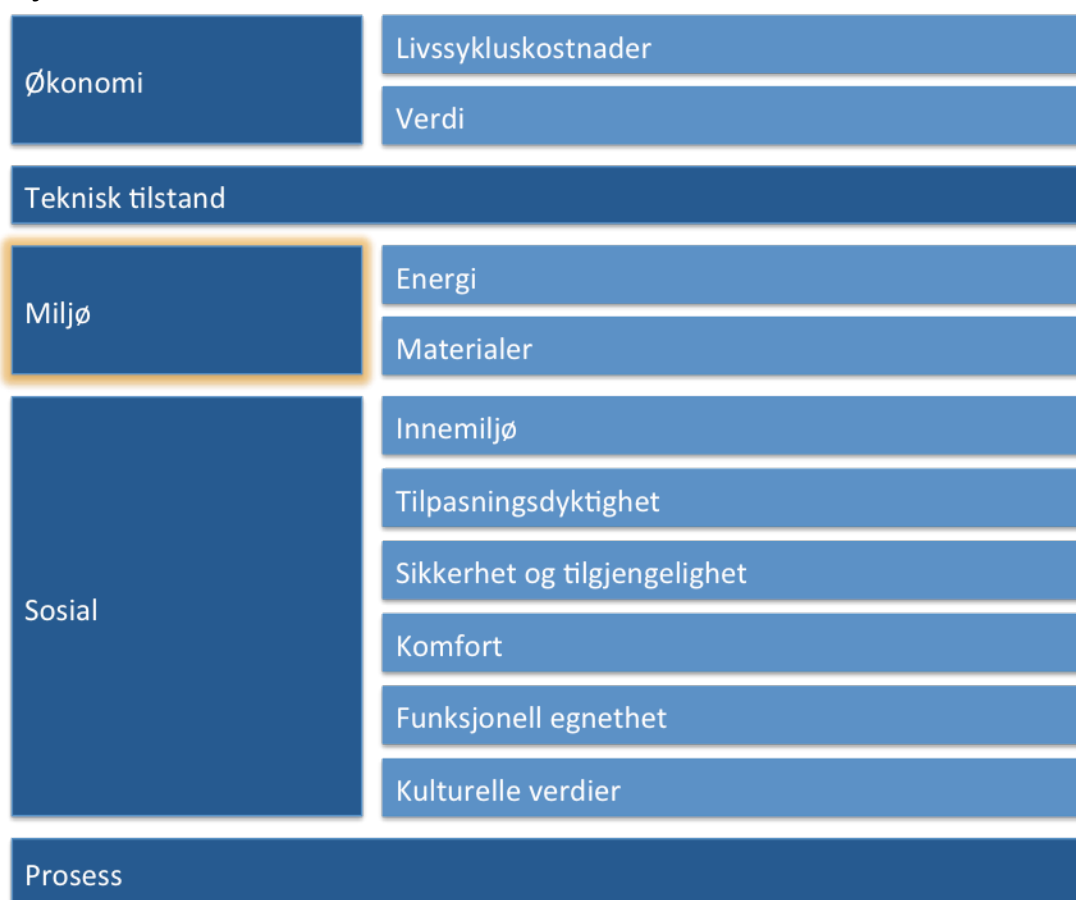 Økonomi
Livssykluskostnader
Verdi
Teknisk tilstand
Miljø
Energi
Materialer
Sosial
Innemiljø
Tilpasningsdyktighet
Sikkerhet og tilgjengelighet
Komfort
Funksjonell egnethet
Kulturelle verdier
Prosess